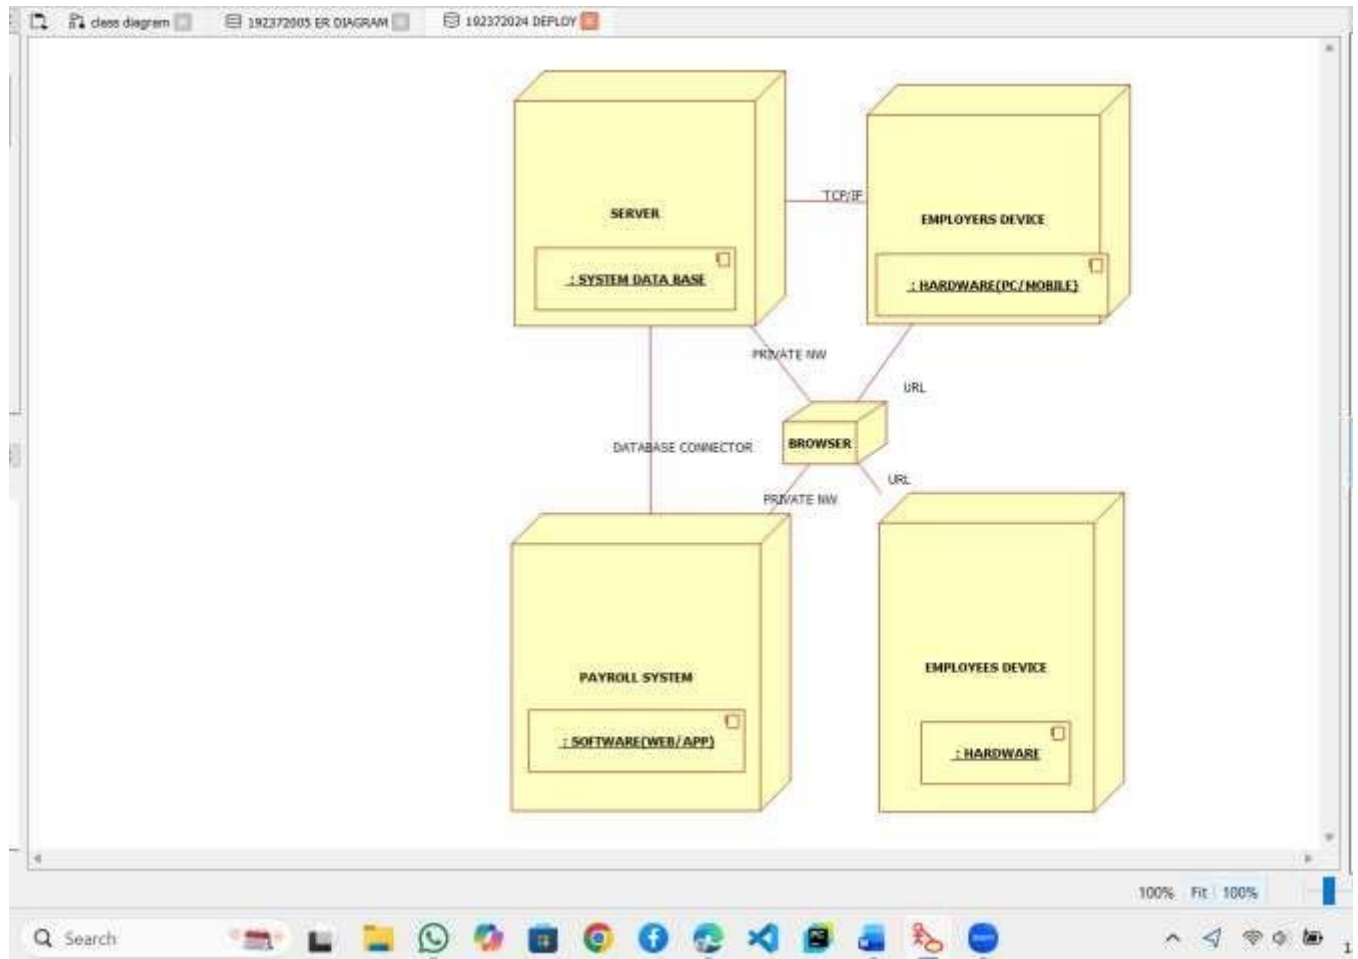 class diagram
192372005 ER DIAGRAM
192372024 DEPLOY
SERVER
: SYSTEM DATA BASE
TCP/IP
EMPLOYERS DEVICE
: HARDWARE(PC/MOBILE)
PRIVATE NW
URL
BROWSER
DATABASE CONNECTOR
URL
PRIVATE NW
PAYROLL SYSTEM
: SOFTWARE(WEB/APP)
EMPLOYEES DEVICE
: HARDWARE
100% Fit 100%
Search